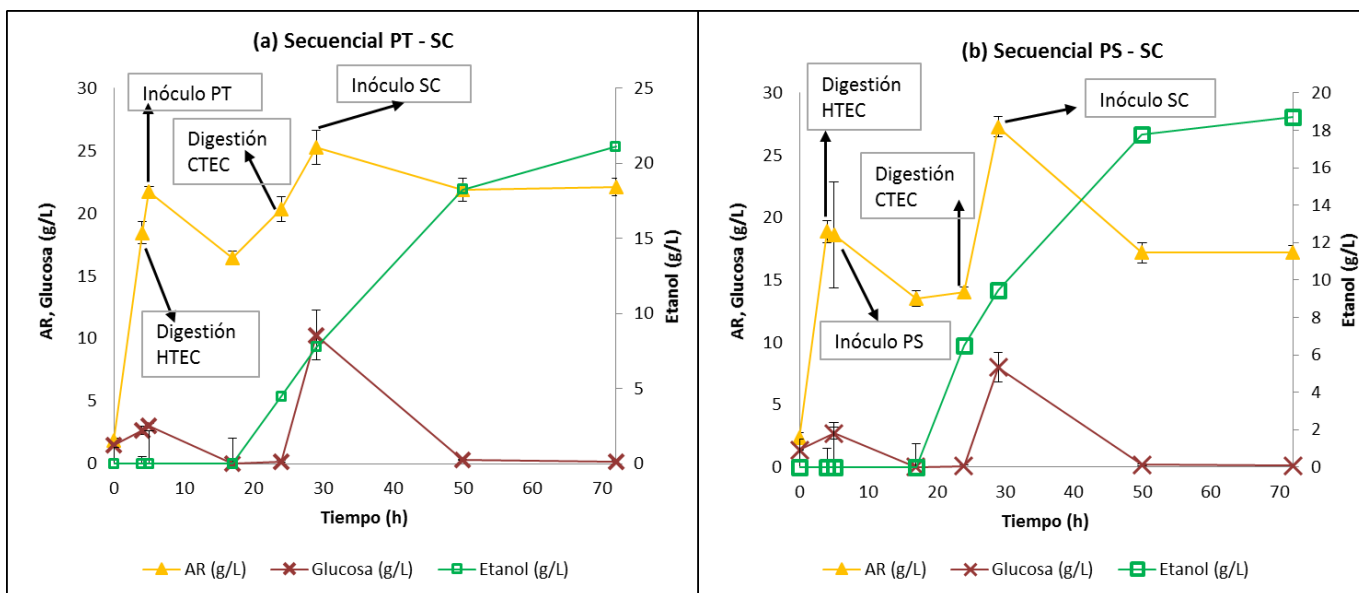 (a) Secuencial PT - SC
30
25
20
15
10
5
0
25
20
15
10
5
0
0
10
20
30
40
50
60
70
AR, Glucosa (g/L)
Etanol (g/L)
Tiempo (h)
Inóculo PT
Digestión
CTEC
Inóculo SC
Digestión
HTEC
AR (g/L)
Glucosa (g/L)
Etanol (g/L)
(b) Secuencial PS - SC
30
25
20
15
10
5
0
20
18
16
14
12
10
8
6
4
2
0
0
10
20
30
40
50
60
70
AR, Glucosa (g/L)
Etanol (g/L)
Tiempo (h)
Digestión
HTEC
Digestión
CTEC
Inóculo SC
Inóculo PS
AR (g/L)
Glucosa (g/L)
Etanol (g/L)